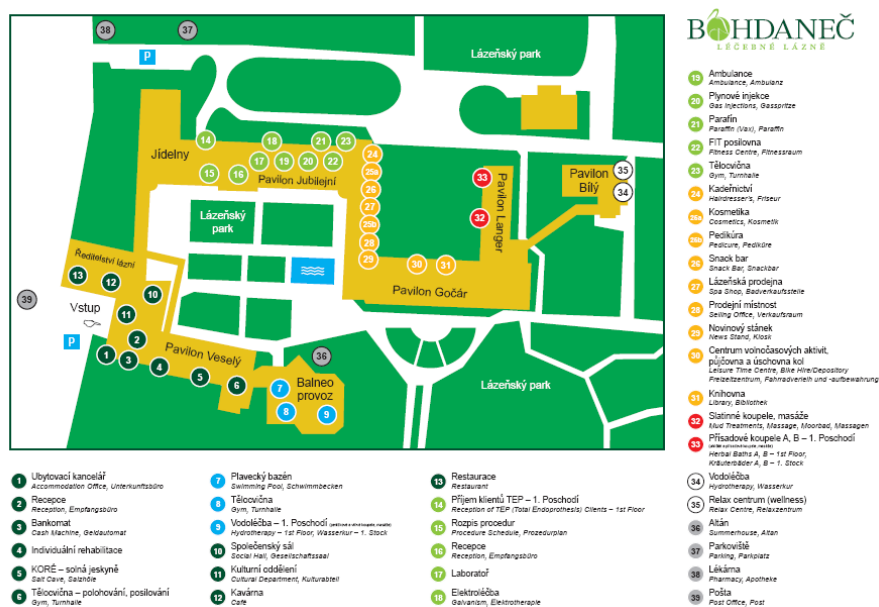 38
37
P
Lázeňský park
14
18
21
23
Jídelny
24
17
19
20
22
25a
15
16
Pavilon Jubilejní
26
33
Pavilon Langer
Pavilon
Bílý
35
34
27
Lázeňský
park
25b
32
28
29
30
31
Pavilon Gočár
Ředitelství lázní
13
12
10
39
Vstup
11
P
2
1
3
4
Pavilon Veselý
5
6
36
7
Balneo
provoz
8
9
Lázeňský park
BOHDANEČ
LÉČEBNÉ LÁZNĚ
19 Ambulance
Ambulance, Ambulanz
20 Plynové injekce
Gas Injections, Gasspritze
21 Parafín
Paraffin (Vax), Paraffin
22 FIT posilovna
Fitness Centre, Fitnessraum
23 Tělocvična
Gym, Turnhalle
24 Kadeřnictví
Hairdresser's, Friseur
25a Kosmetika
Cosmetics, Kosmetik
25b Pedikúra
Pedicure, Pediküre
26 Snack bar
Snack Bar, Snackbar
27 Lázeňská prodejna
Spa Shop, Badverkaufsstelle
28 Prodejní místnost
Selling Office, Verkaufsraum
29 Novinový stánek
News Stand, Kiosk
30 Centrum volnočasových aktivit,
půjčovna a úschovna kol
Leisure Time Centre, Bike Hire/Depository
Freizeitzentrum, Fahrradverleih und -aufbewahrung
31 Knihovna
Library, Bibliothek
32 Slatinné koupele, masáže
Mud Treatments, Massage, Moorbad, Massagen
33 Přísadové koupele A, B – 1. Poschodí
Herbal Baths A, B – 1st Floor,
Kräuterbäder A, B – 1. Stock
34 Vodoléčba
Hydrotherapy, Wasserkur
35 Relax centrum (wellness)
Relax Centre, Relaxzentrum
36 Altán
Summerhouse, Altan
37 Parkoviště
Parking, Parkplatz
38 Lékárna
Pharmacy, Apotheke
39 Pošta
Post Office, Post
1 Ubytovací kancelář
Accommodation Office, Unterkunftsbüro
2 Recepce
Reception, Empfangsbüro
3 Bankomat
Cash Machine, Geldautomat
4 Individuální rehabilitace
5 KORÉ – solná jeskyně
Salt Cave, Salzhöle
6 Tělocvična – polohování, posilování
Gym, Turnhalle
7 Plavecký bazén
Swimming Pool, Schwimmbecken
8 Tělocvična
Gym, Turnhalle
9 Vodoléčba – 1. Poschodí
Hydrotherapy – 1st Floor, Wasserkur – 1. Stock
10 Společenský sál
Social Hall, Gesellschaftssaal
11 Kulturní oddělení
Cultural Department, Kulturabteil
12 Kavárna
Café
13 Restaurace
Restaurant
14 Příjem klientů TEP – 1. Poschodí
Reception of TEP (Total Endoprothesis) Clients – 1st Floor
15 Rozpis procedur
Procedure Schedule, Prozedurplan
16 Recepce
Reception, Empfangsbüro
17 Laboratoř
18 Elektroléčba
Galvanism, Elektrotherapie